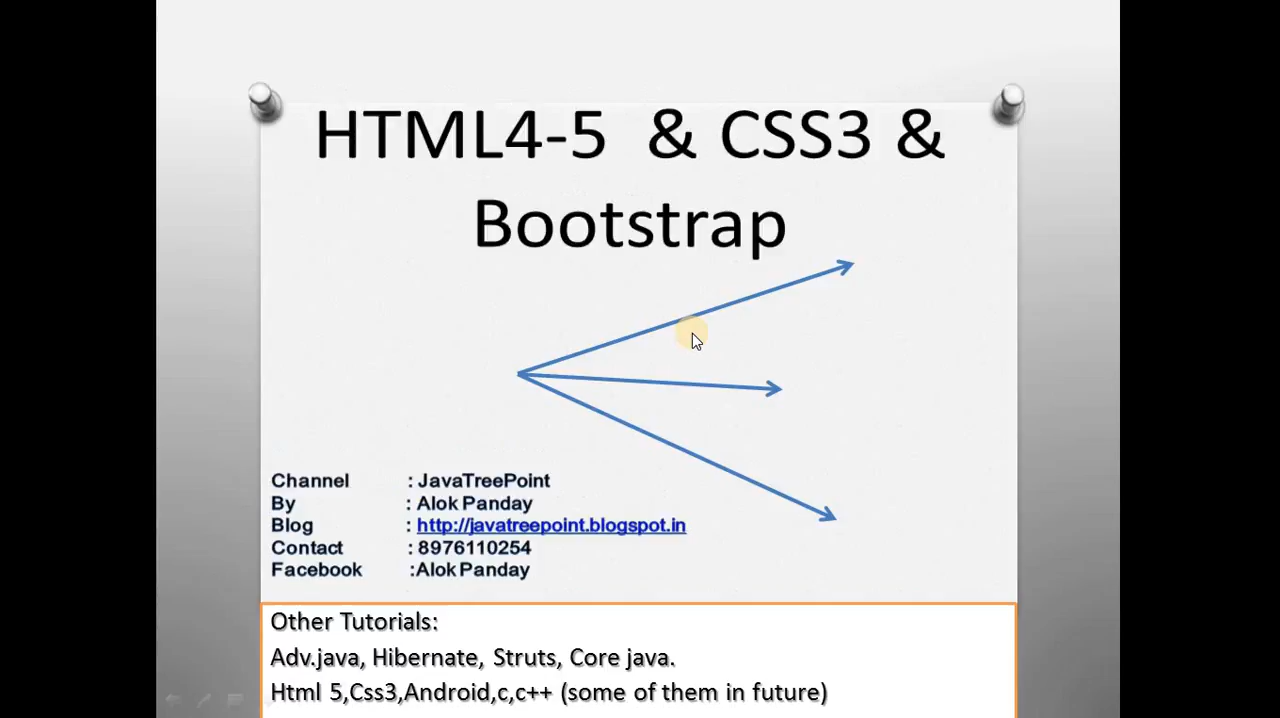 HTML4-5 & CSS3 &
Bootstrap
Channel : JavaTreePoint
By : Alok Panday
Blog : http://javatreepoint.blogspot.in
Contact : 8976110254
Facebook :Alok Panday
Other Tutorials:
Adv.java, Hibernate, Struts, Core java.
Html 5,Css3,Android,c,c++ (some of them in future)